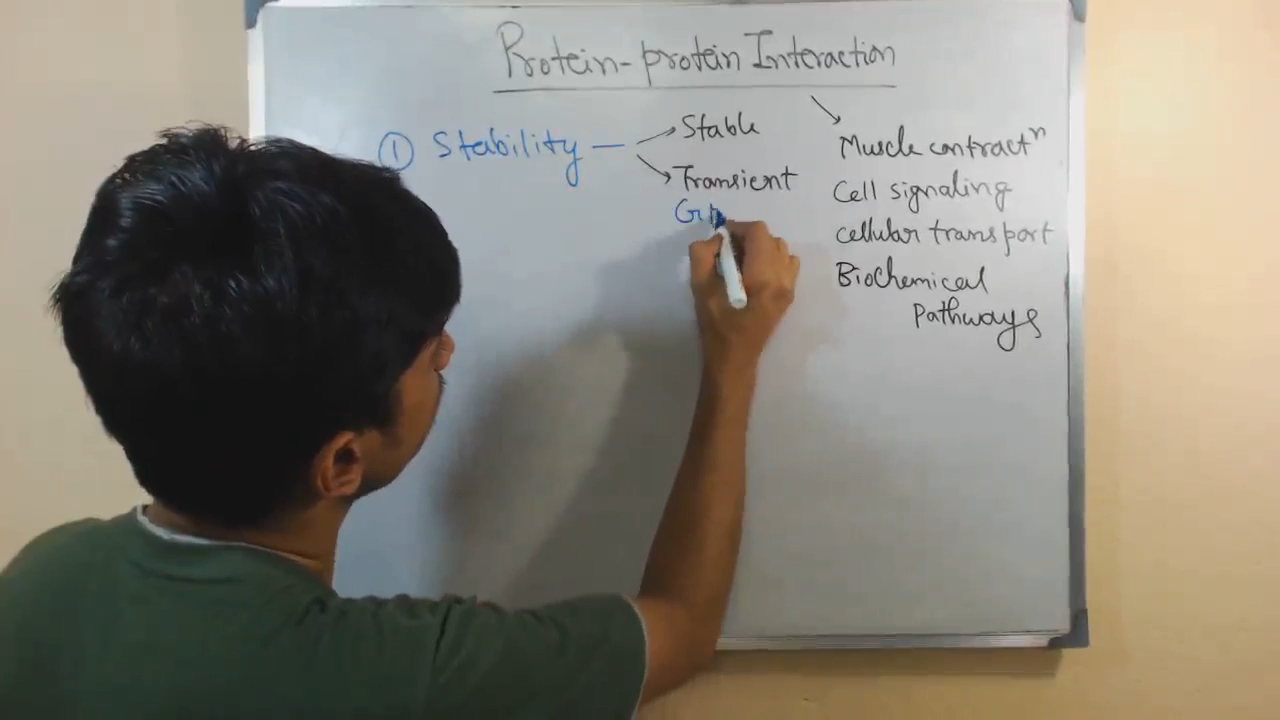 Protein-protein Interaction
① Stability
Stable
Transient
Muscle contractⁿ
Cell signaling
cellular transport
Biochemical
Pathways